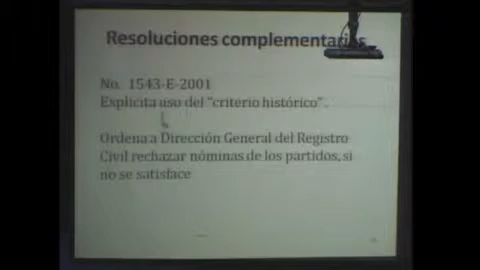 Resoluciones complementarias
No. 1543-E-2001
Explicita uso del "criterio histórico".
Ordena a Dirección General del Registro
Civil rechazar nóminas de los partidos, si
no se satisface